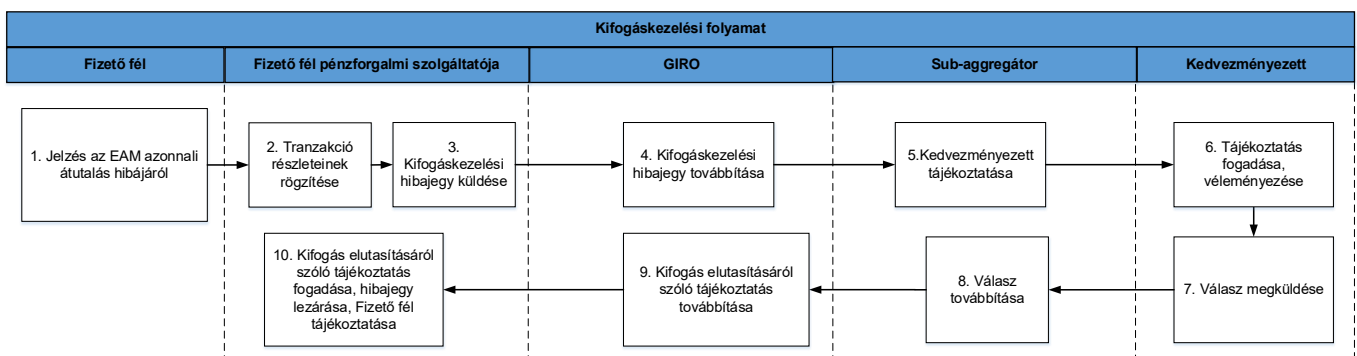 Kifogáskezelési folyamat
Fizető fél
Fizető fél pénzforgalmi szolgáltatója
GIRO
Sub-aggregátor
Kedvezményezett
1. Jelzés az EAM azonnali
átutalás hibájáról
2. Tranzakció
részleteinek
rögzítése
3.
Kifogáskezelési
hibajegy küldése
4. Kifogáskezelési
hibajegy továbbítása
5.Kedvezményezett
tájékoztatása
6. Tájékoztatás
fogadása,
véleményezése
10. Kifogás elutasításáról
szóló tájékoztatás
fogadása, hibajegy
lezárása, Fizető fél
tájékoztatása
9. Kifogás elutasításáról
szóló tájékoztatás
továbbítása
8. Válasz
továbbítása
7. Válasz megküldése